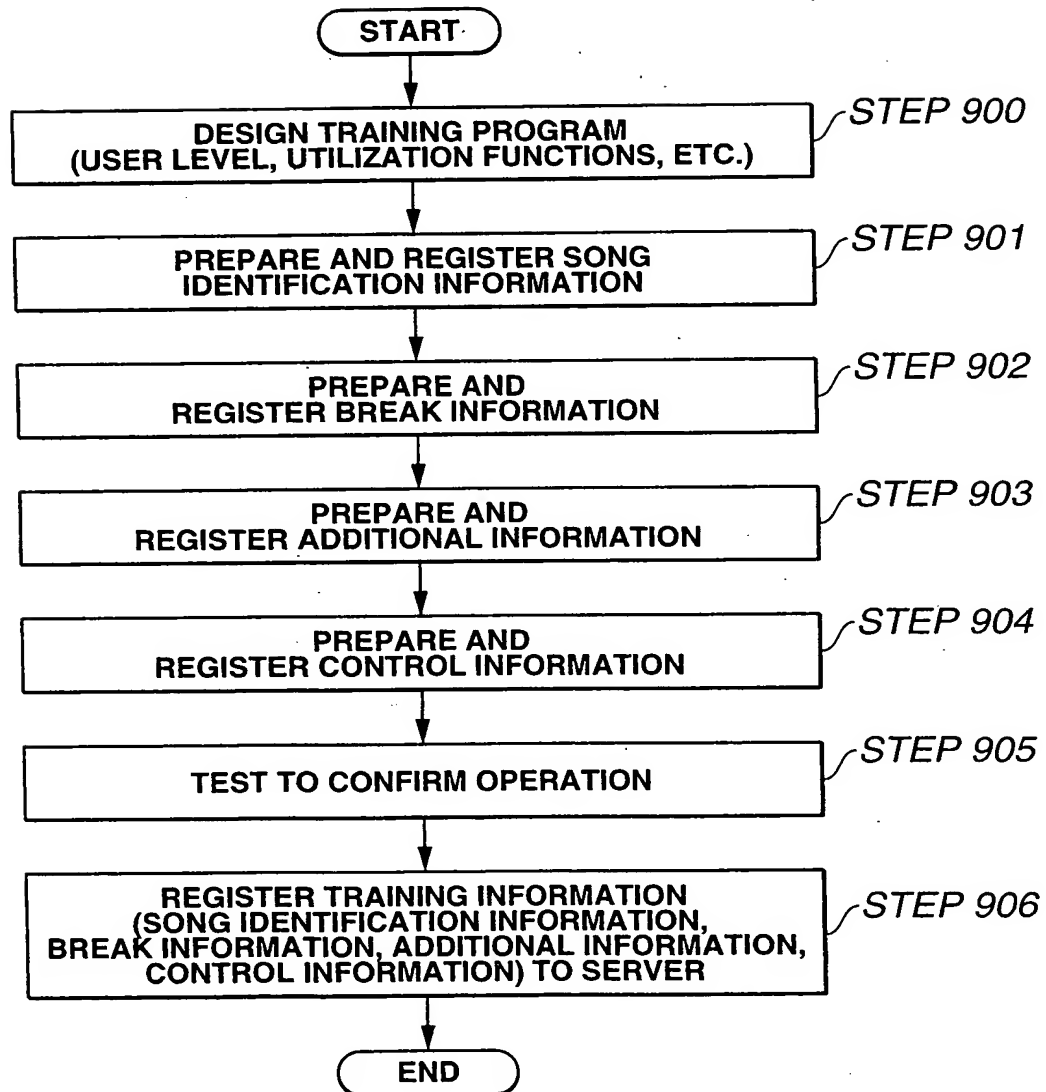 START
DESIGN TRAINING PROGRAM
(USER LEVEL, UTILIZATION FUNCTIONS, ETC.)
STEP 900
PREPARE AND REGISTER SONG
IDENTIFICATION INFORMATION
STEP 901
PREPARE AND
REGISTER BREAK INFORMATION
STEP 902
PREPARE AND
REGISTER ADDITIONAL INFORMATION
STEP 903
PREPARE AND
REGISTER CONTROL INFORMATION
STEP 904
TEST TO CONFIRM OPERATION
STEP 905
REGISTER TRAINING INFORMATION
(SONG IDENTIFICATION INFORMATION,
BREAK INFORMATION, ADDITIONAL INFORMATION,
CONTROL INFORMATION) TO SERVER
STEP 906
END